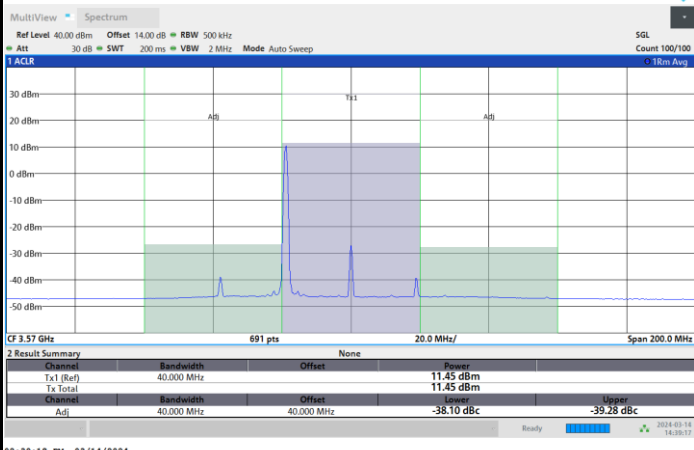 MultiView Spectrum
Ref Level 40.00 dBm Offset 14.00 dB RBW 500 kHz SGL
Att 30 dB SWT 200 ms VBW 2 MHz Mode Auto Sweep Count 100/100
1 ACLR 1Rm Avg
30 dBm
Tx1
20 dBm Adj Adj
10 dBm
0 dBm
-10 dBm
-20 dBm
-30 dBm
-40 dBm
-50 dBm
CF 3.57 GHz 691 pts 20.0 MHz/ Span 200.0 MHz
2 Result Summary None
Channel Bandwidth Offset Power
Tx1 (Ref) 40.000 MHz 11.45 dBm
Tx Total 11.45 dBm
Channel Bandwidth Offset Lower Upper
Adj 40.000 MHz 40.000 MHz -38.10 dBc -39.28 dBc
Ready 2024-03-14
14:39:17